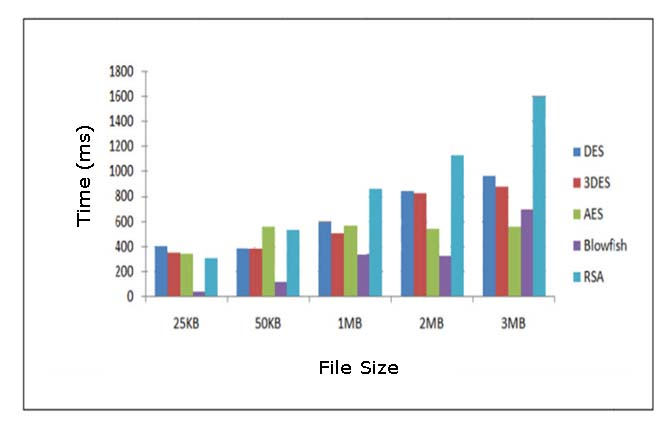 1800
1600
1400
1200
1000
800
600
400
200
0
Time (ms)
25KB 50KB 1MB 2MB 3MB
File Size
DES
3DES
AES
Blowfish
RSA